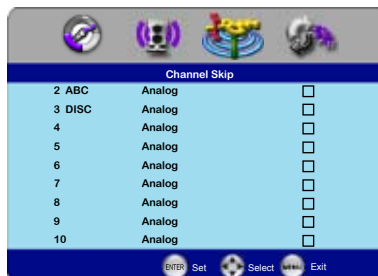 Channel Skip
2 ABC Analog
3 DISC Analog
4 Analog
5 Analog
6 Analog
7 Analog
8 Analog
9 Analog
10 Analog
ENTER Set Select MENU Exit